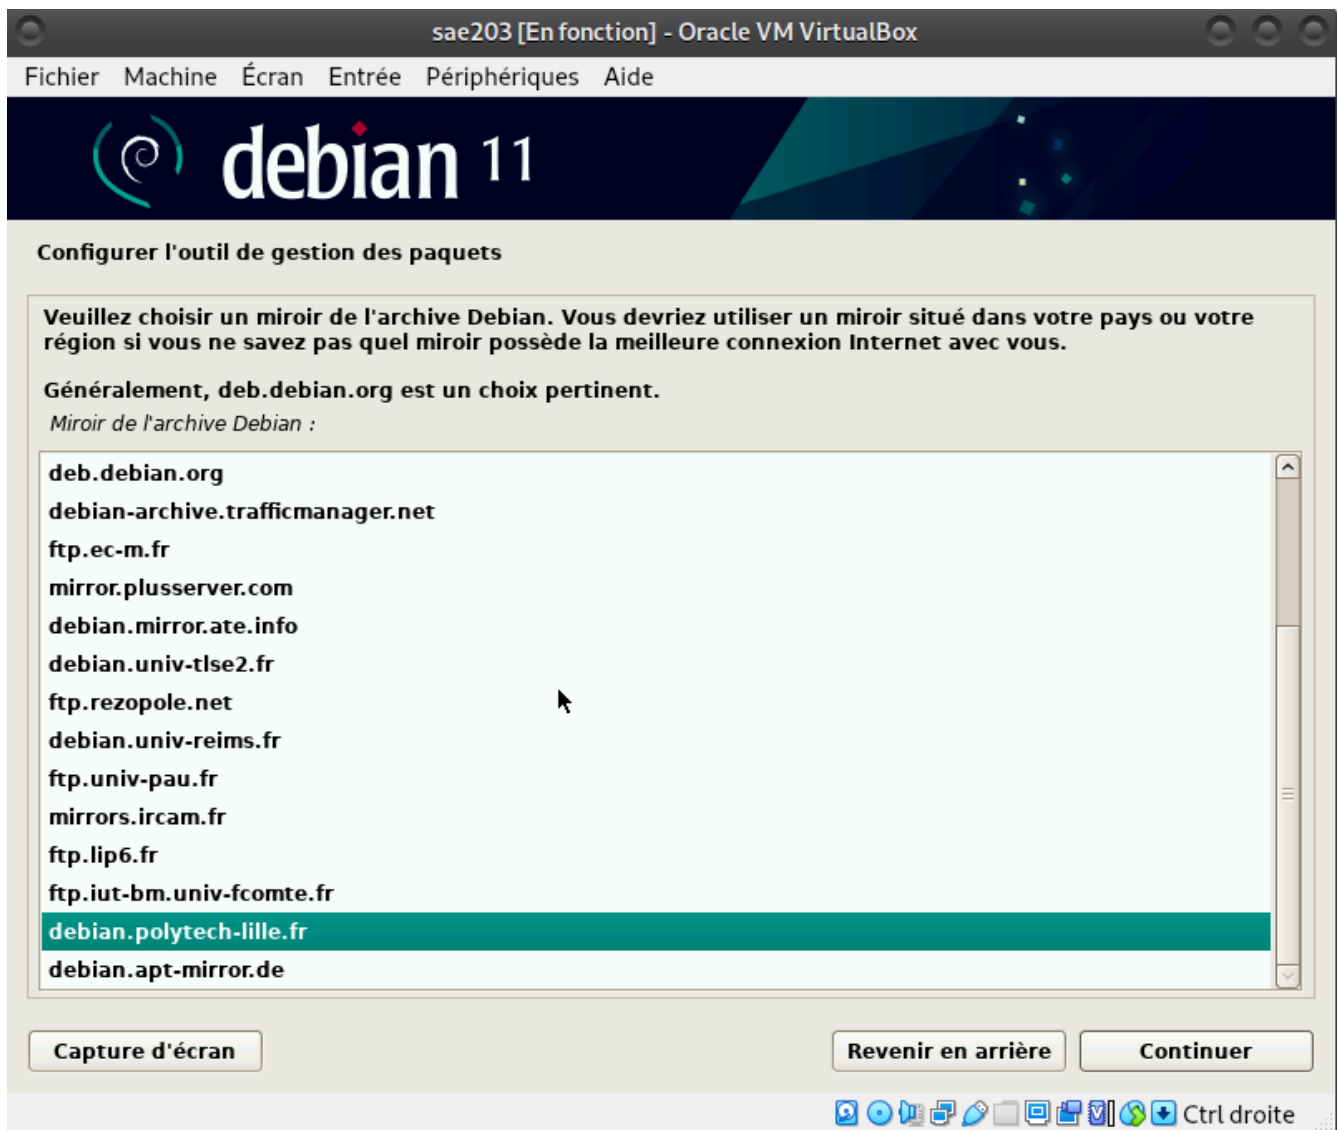 sae203 [En fonction] - Oracle VM VirtualBox
Fichier Machine Écran Entrée Périphériques Aide
debian 11
Configurer l'outil de gestion des paquets
Veuillez choisir un miroir de l'archive Debian. Vous devriez utiliser un miroir situé dans votre pays ou votre
région si vous ne savez pas quel miroir possède la meilleure connexion Internet avec vous.
Généralement, deb.debian.org est un choix pertinent.
Miroir de l'archive Debian :
deb.debian.org
debian-archive.trafficmanager.net
ftp.ec-m.fr
mirror.plusserver.com
debian.mirror.ate.info
debian.univ-tlse2.fr
ftp.rezopole.net
debian.univ-reims.fr
ftp.univ-pau.fr
mirrors.ircam.fr
ftp.lip6.fr
ftp.iut-bm.univ-fcomte.fr
debian.polytech-lille.fr
debian.apt-mirror.de
Capture d'écran Revenir en arrière Continuer
Ctrl droite